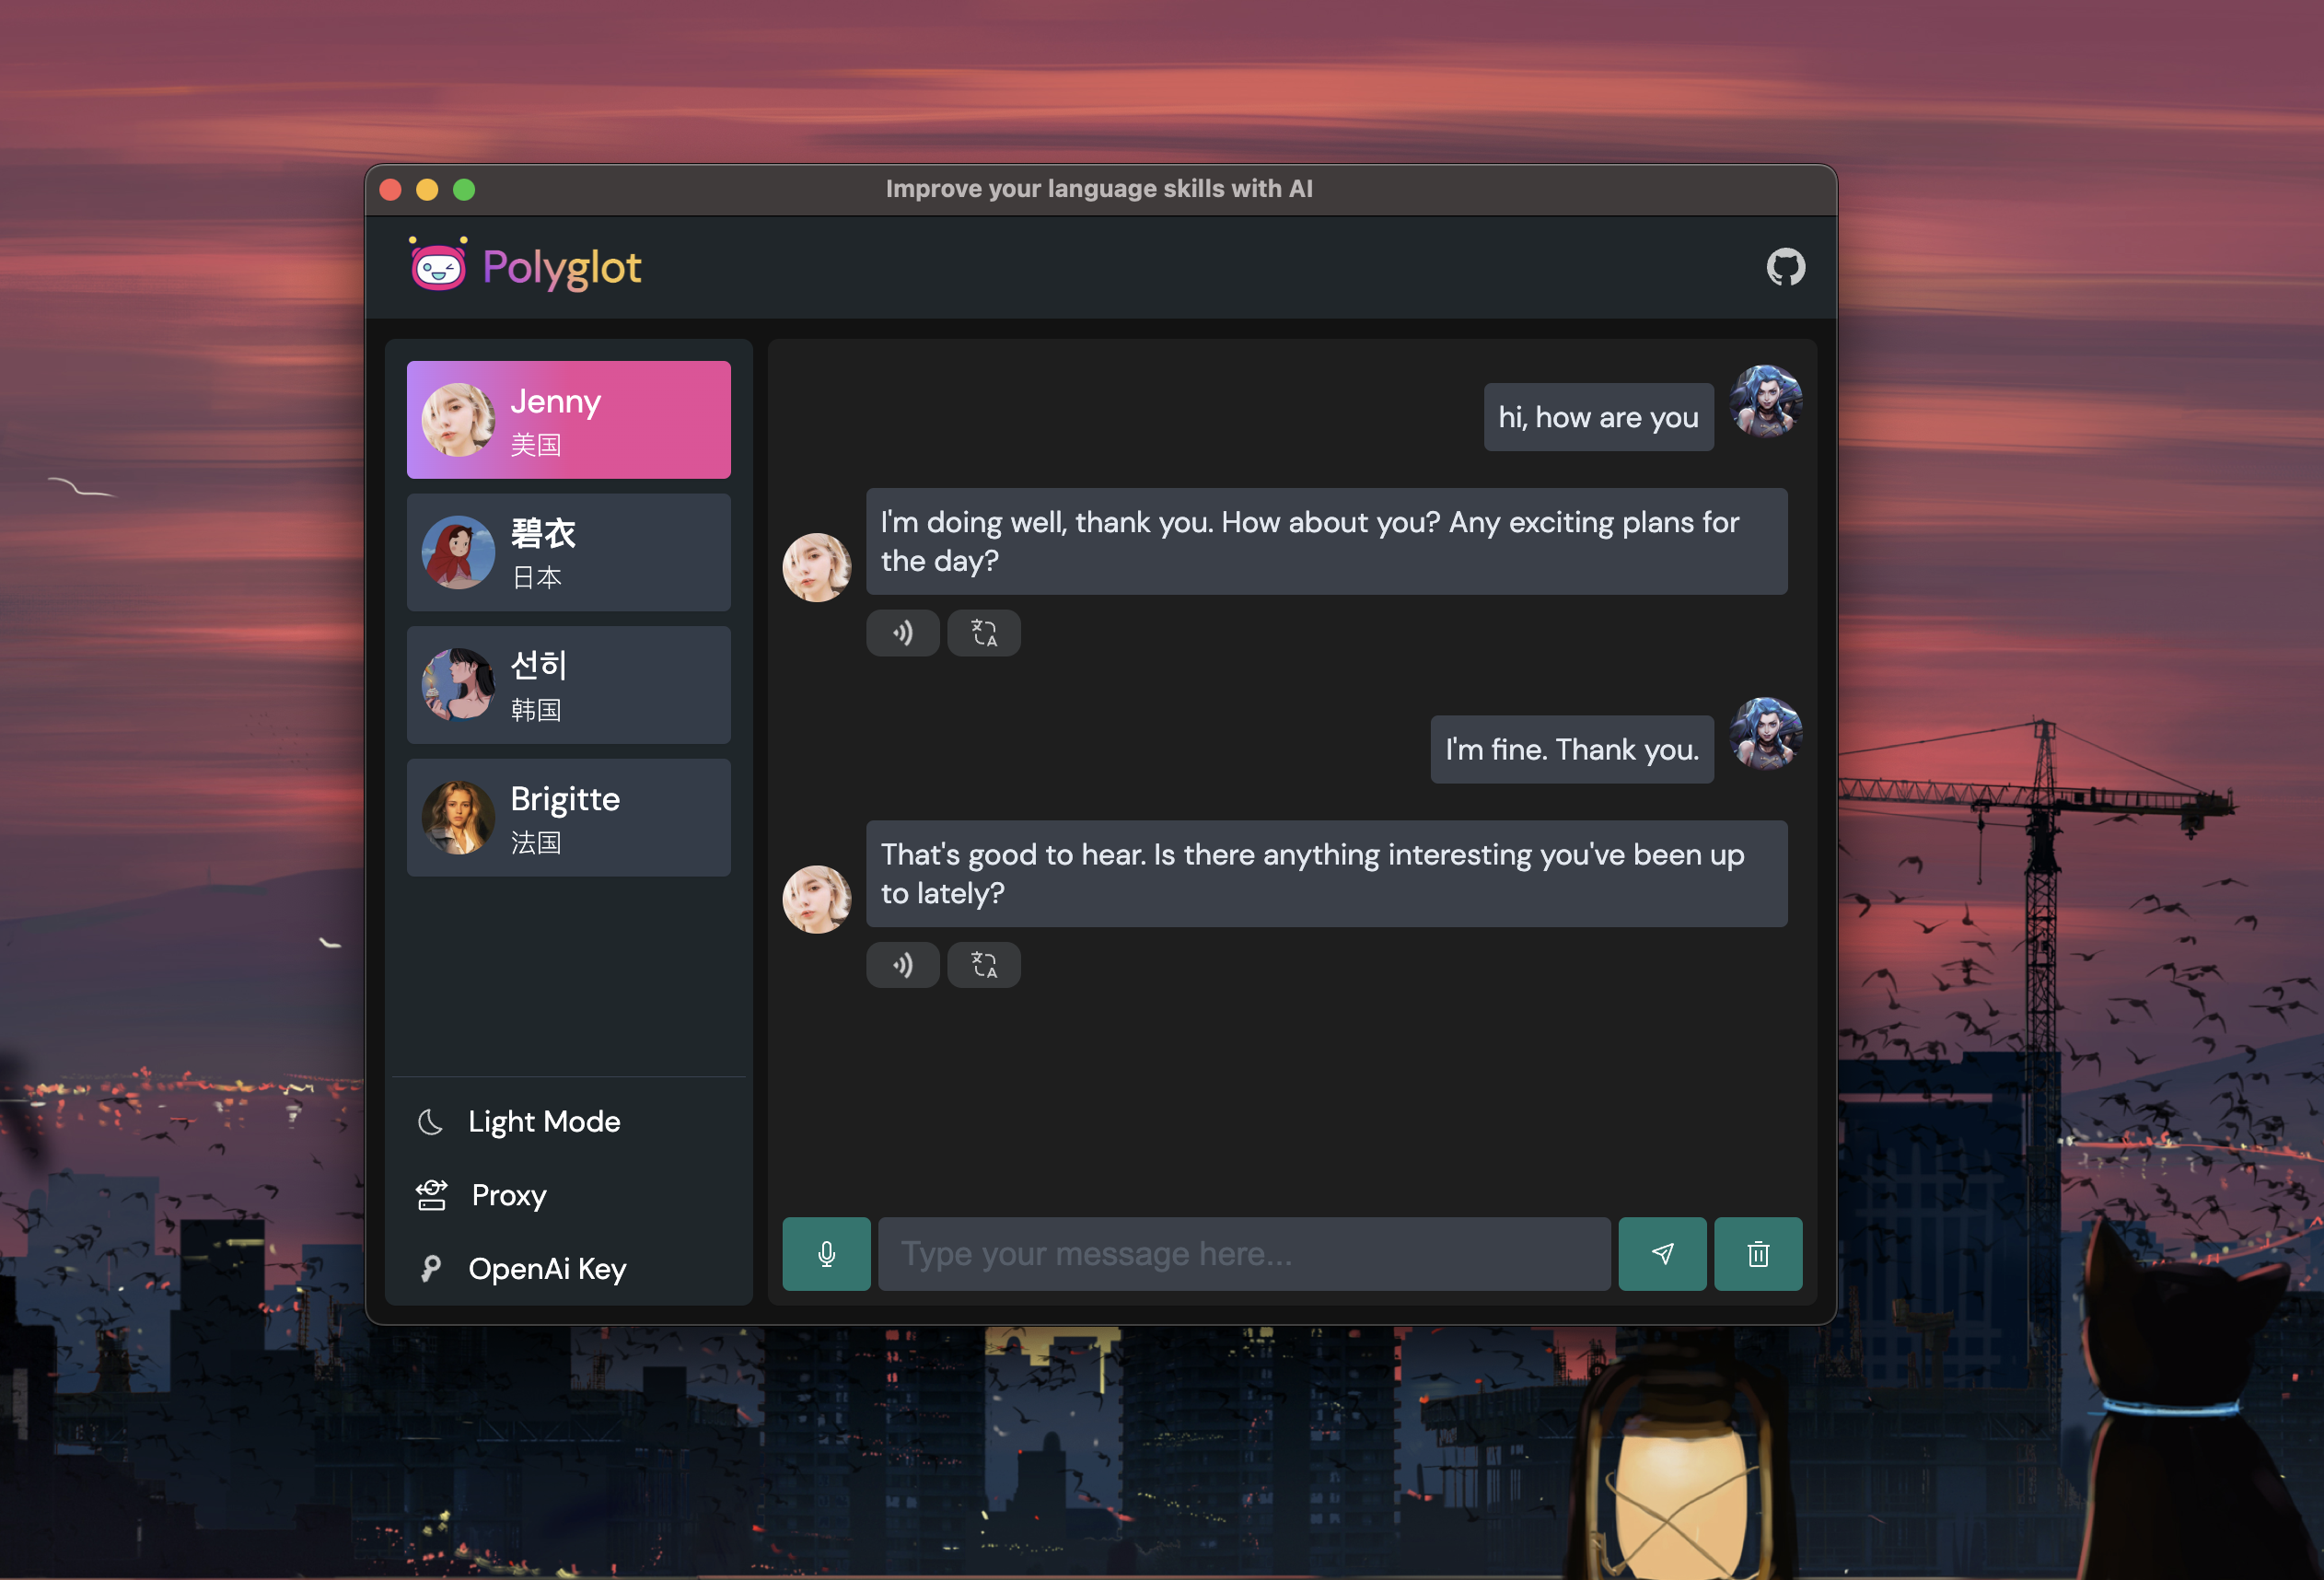 Improve your language skills with AI
Polyglot
Jenny
美国
碧衣
日本
선히
韩国
Brigitte
法国
Light Mode
Proxy
OpenAi Key
hi, how are you
I'm doing well, thank you. How about you? Any exciting plans for
the day?
I'm fine. Thank you.
That's good to hear. Is there anything interesting you've been up
to lately?
Type your message here...